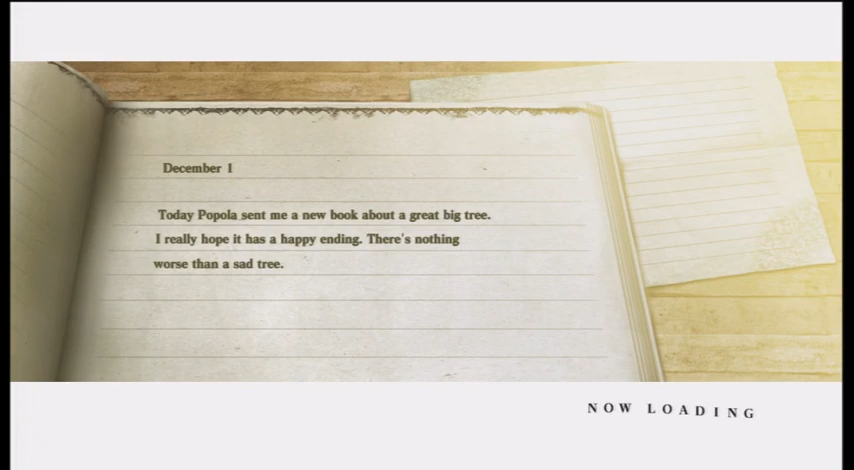 December 1
Today Popola sent me a new book about a great big tree.
I really hope it has a happy ending. There's nothing
worse than a sad tree.
NOW LOADING